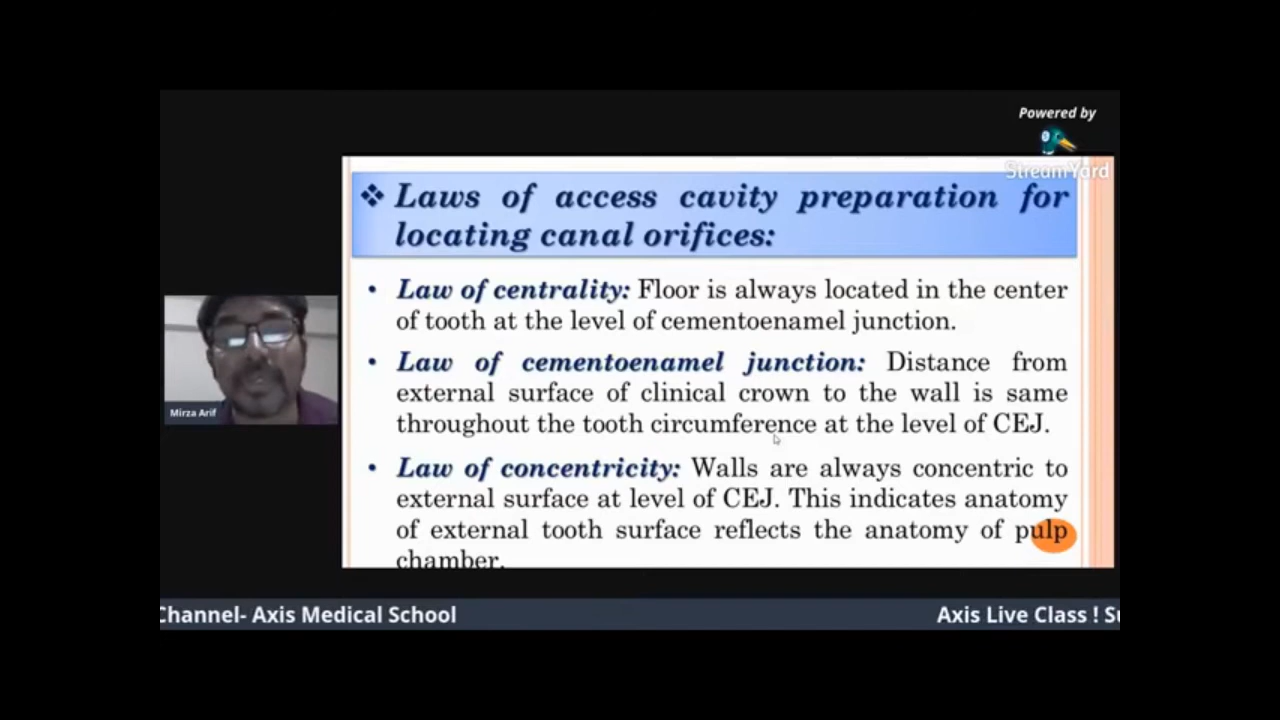 Powered by
StreamYard
❖ Laws of access cavity preparation for
locating canal orifices:
• Law of centrality: Floor is always located in the center
of tooth at the level of cementoenamel junction.
• Law of cementoenamel junction: Distance from
external surface of clinical crown to the wall is same
throughout the tooth circumference at the level of CEJ.
• Law of concentricity: Walls are always concentric to
external surface at level of CEJ. This indicates anatomy
of external tooth surface reflects the anatomy of pulp
chamber.
Mirza Arif
Channel- Axis Medical School
Axis Live Class ! Su